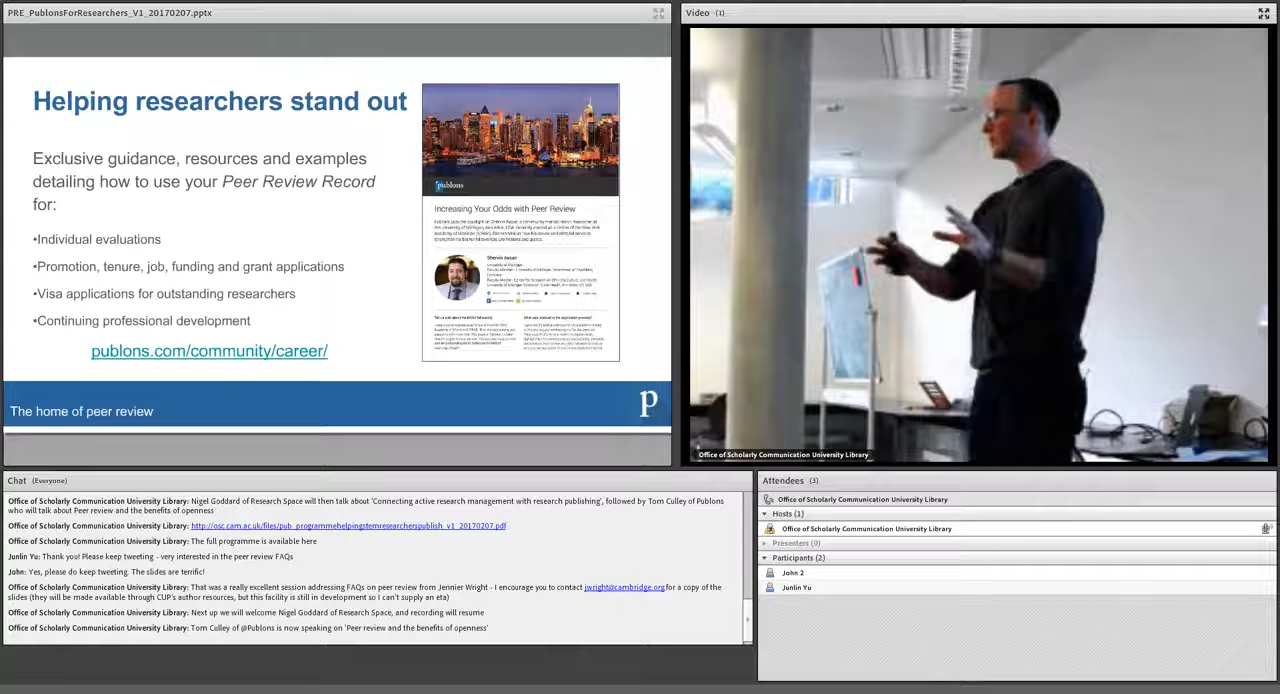 PRE_PublonsForResearchers_V1_20170207.pptx
Helping researchers stand out
Exclusive guidance, resources and examples
detailing how to use your Peer Review Record
for:
•Individual evaluations
•Promotion, tenure, job, funding and grant applications
•Visa applications for outstanding researchers
•Continuing professional development
publons.com/community/career/
publons
Increasing Your Odds with Peer Review
The home of peer review
p
Video (1)
Office of Scholarly Communication University Library
Chat (Everyone)
Office of Scholarly Communication University Library: Nigel Goddard of Research Space will then talk about 'Connecting active research management with research publishing', followed by Tom Culley of Publons
who will talk about Peer review and the benefits of openness
Office of Scholarly Communication University Library: http://osc.cam.ac.uk/files/pub_programmehelpingstemresearcherspublish_v1_20170207.pdf
Office of Scholarly Communication University Library: The full programme is available here
Junlin Yu: Thank you! Please keep tweeting - very interested in the peer review FAQs
John: Yes, please do keep tweeting. The slides are terrific!
Office of Scholarly Communication University Library: That was a really excellent session addressing FAQs on peer review from Jennier Wright - I encourage you to contact jwright@cambridge.org for a copy of the
slides (they will be made available through CUP's author resources, but this facility is still in development so I can't supply an eta)
Office of Scholarly Communication University Library: Next up we will welcome Nigel Goddard of Research Space, and recording will resume
Office of Scholarly Communication University Library: Tom Culley of @Publons is now speaking on 'Peer review and the benefits of openness'
Attendees (3)
Office of Scholarly Communication University Library
Hosts (1)
Office of Scholarly Communication University Library
Presenters (0)
Participants (2)
John 2
Junlin Yu